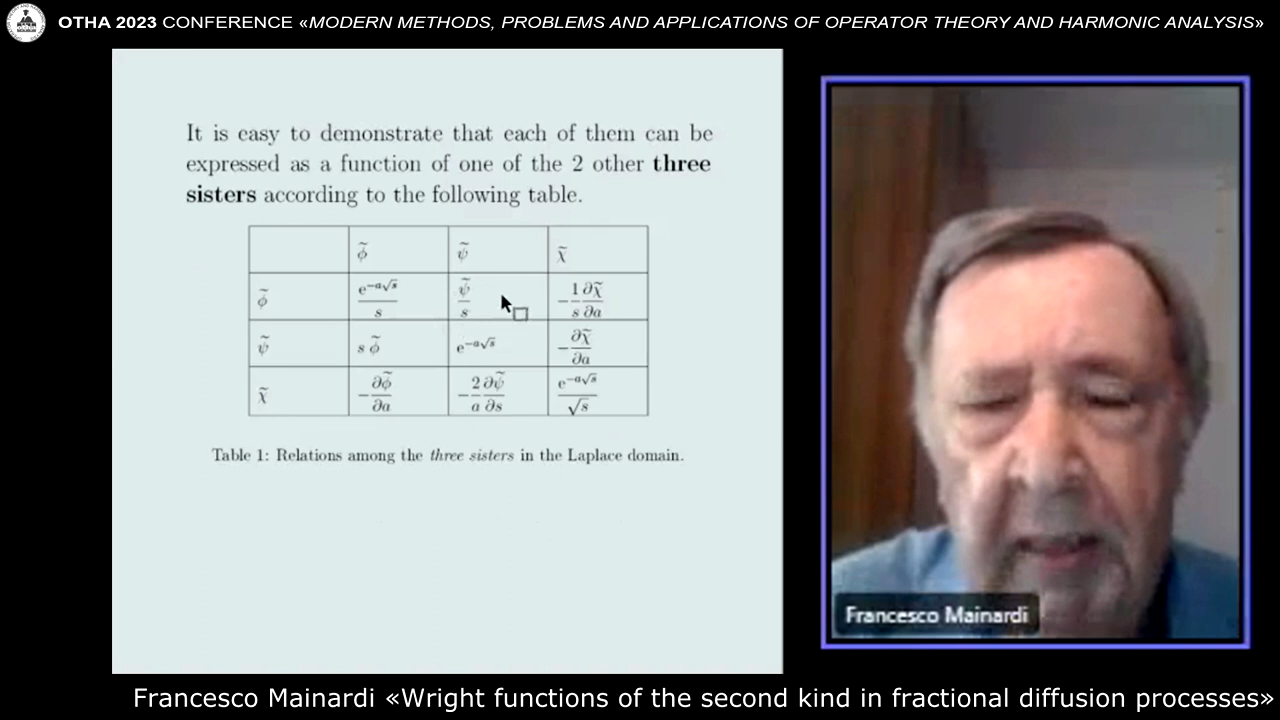 OTHA 2023 CONFERENCE «MODERN METHODS, PROBLEMS AND APPLICATIONS OF OPERATOR THEORY AND HARMONIC ANALYSIS»
It is easy to demonstrate that each of them can be
expressed as a function of one of the 2 other three
sisters according to the following table.
ϕ̃ ψ̃ χ̃
ϕ̃ e^{-a√s}/s ψ̃/s -1/s ∂χ̃/∂a
ψ̃ s ϕ̃ e^{-a√s} -∂χ̃/∂a
χ̃ -∂ϕ̃/∂a -2/a ∂ψ̃/∂s e^{-a√s}/√s
Table 1: Relations among the three sisters in the Laplace domain.
Francesco Mainardi
Francesco Mainardi «Wright functions of the second kind in fractional diffusion processes»